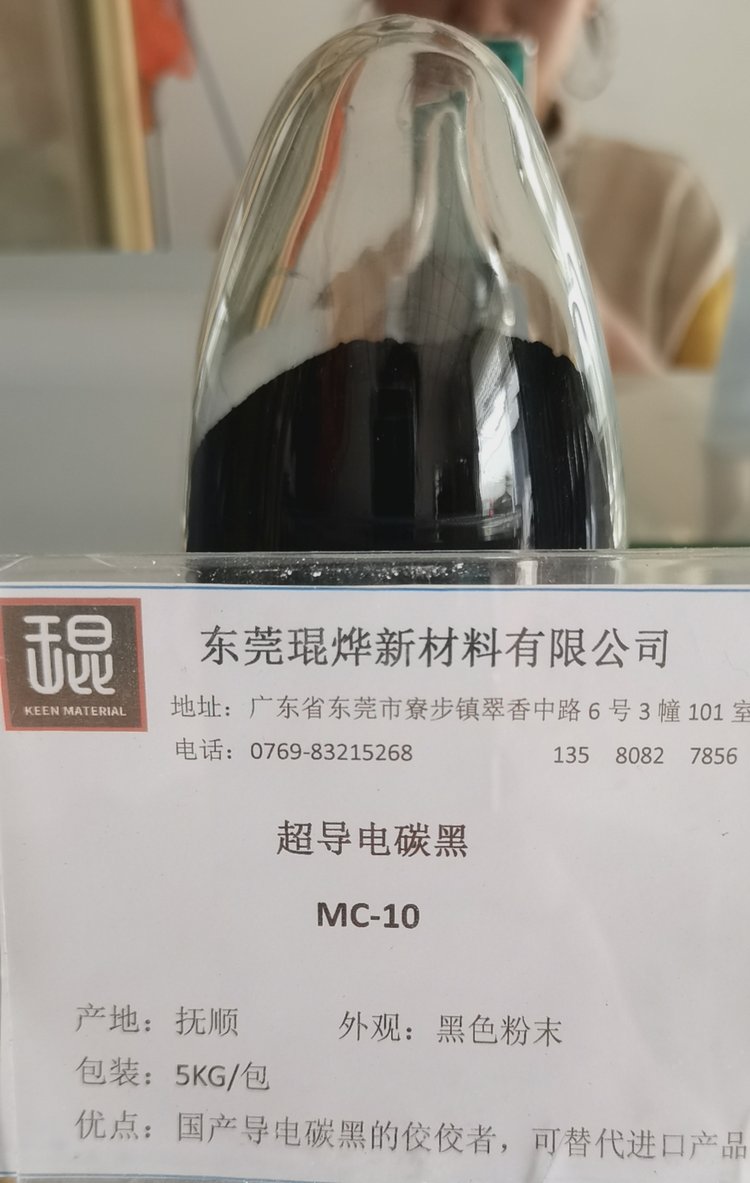 琨
KEEN MATERIAL
东莞琨烨新材料有限公司
地址：广东省东莞市寮步镇翠香中路 6 号 3 幢 101 室
电话：0769-83215268 135 8082 7856
超导电碳黑
MC-10
产地：抚顺 外观：黑色粉末
包装：5KG/包
优点：国产导电碳黑的佼佼者，可替代进口产品